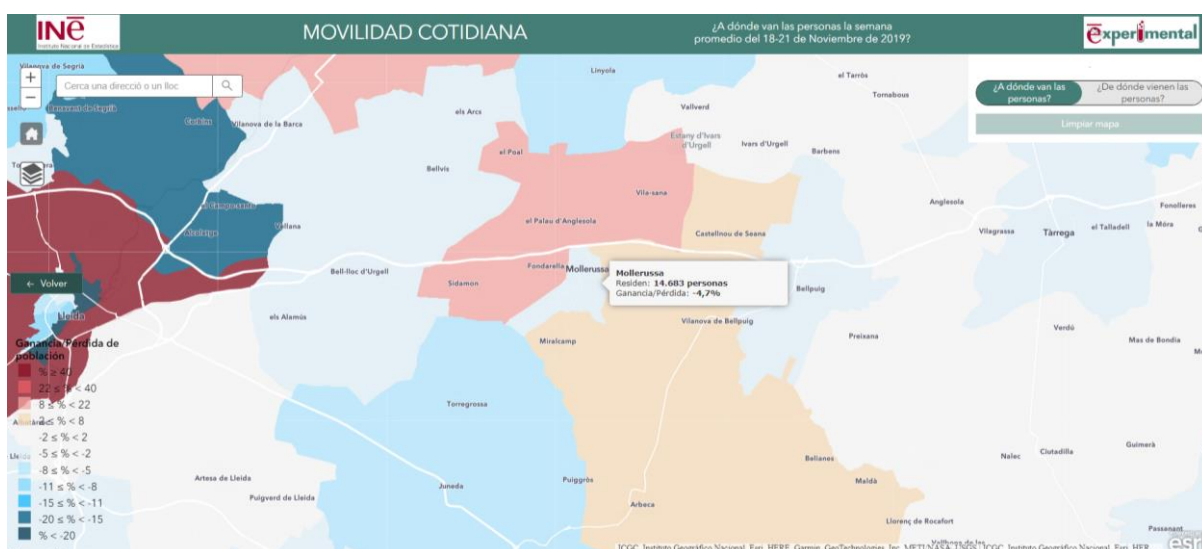 INE
Instituto Nacional de Estadística
MOVILIDAD COTIDIANA
¿A dónde van las personas la semana
promedio del 18-21 de Noviembre de 2019?
experimental
Vilanova de Segrià
+
−
Cerca una direcció o un lloc
Benavent de Segrià
Corbins
Vilanova de la Barca
els Arcs
Linyola
Vallverd
el Tarròs
Tornabous
¿A dónde van las
personas?
¿De dónde vienen las
personas?
Limpiar mapa
Estany d'Ivars
d'Urgell
Ivars d'Urgell
Barbens
el Poal
Bellvís
Vila-sana
Anglesola
el Palau d'Anglesola
Castellnou de Seana
Alcoletge
Vilagrassa
Tàrrega
el Talladell
la Móra
Fonolleres
Bell-lloc d'Urgell
Sidamon
Fondarella
Mollerussa
Mollerussa
Residen: 14.683 personas
Ganancia/Pérdida: -4,7%
Bellpuig
← Volver
Lleida
els Alamús
Miralcamp
Vilanova de Bellpuig
Preixana
Verdú
Mas de Bondia
Ganancia/Pérdida de
población
% ≥ 40
22 ≤ % < 40
8 ≤ % < 22
2 ≤ % < 8
-2 ≤ % < 2
-5 ≤ % < -2
-8 ≤ % < -5
-11 ≤ % < -8
-15 ≤ % < -11
-20 ≤ % < -15
% < -20
Torregrossa
Artesa de Lleida
Puigverd de Lleida
Juneda
Puiggròs
Arbeca
Belianes
Maldà
Nalec
Ciutadilla
Guimerà
Llorenç de Rocafort
Passanant
esri